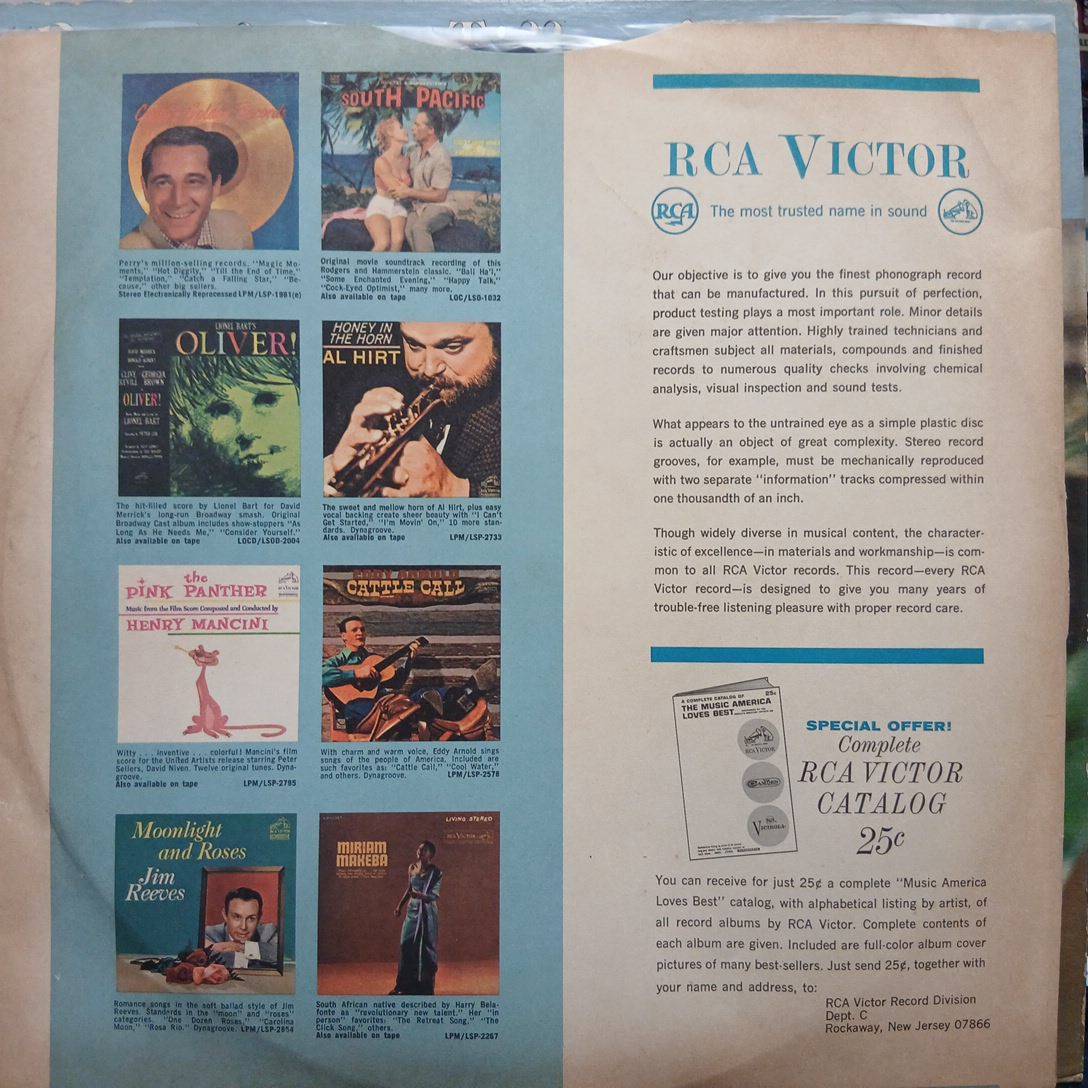 SOUTH PACIFIC
Perry's million-selling records. "Magic Mo-
ments," "Hot Diggity," "Till the End of Time,"
"Temptation," "Catch a Falling Star," "Be-
cause," other big sellers.
Stereo Electronically Reprocessed LPM/LSP-1981(e)
Original movie soundtrack recording of this
Rodgers and Hammerstein classic. "Bali Ha'i,"
"Some Enchanted Evening," "Happy Talk,"
"Cock-Eyed Optimist," many more.
Also available on tape LOC/LSO-1032
LIONEL BART'S
OLIVER!
CLIVE GEORGIA
REVILL BROWN
OLIVER!
LIONEL BART
HONEY IN
THE HORN
AL HIRT
The hit-filled score by Lionel Bart for David
Merrick's long-run Broadway smash. Original
Broadway Cast album includes show-stoppers "As
Long As He Needs Me," "Consider Yourself."
Also available on tape LOCD/LSOD-2004
The sweet and mellow horn of Al Hirt, plus easy
vocal backing create sheer beauty with "I Can't
Get Started," "I'm Movin' On," 10 more stan-
dards. Dynagroove. LPM/LSP-2733
the
PINK PANTHER
Music from the Film Score Composed and Conducted by
HENRY MANCINI
EDDY ARNOLD
CATTLE CALL
Witty . . . inventive . . . colorful! Mancini's film
score for the United Artists release starring Peter
Sellers, David Niven. Twelve original tunes. Dyna-
groove.
Also available on tape LPM/LSP-2795
With charm and warm voice, Eddy Arnold sings
songs of the people of America. Included are
such favorites as: "Cattle Call," "Cool Water,"
and others. Dynagroove. LPM/LSP-2578
Moonlight
and Roses
Jim
Reeves
LIVING STEREO
RCA VICTOR
MIRIAM
MAKEBA
Romance songs in the soft ballad style of Jim
Reeves. Standards in the "moon" and "roses"
categories. "One Dozen Roses," "Carolina
Moon," "Rosa Rio." Dynagroove. LPM/LSP-2854
South African native described by Harry Bela-
fonte as "revolutionary new talent." Her "in
person" favorites: "The Retreat Song," "The
Click Song," others.
Also available on tape LPM/LSP-2267
RCA VICTOR
RCA The most trusted name in sound
Our objective is to give you the finest phonograph record
that can be manufactured. In this pursuit of perfection,
product testing plays a most important role. Minor details
are given major attention. Highly trained technicians and
craftsmen subject all materials, compounds and finished
records to numerous quality checks involving chemical
analysis, visual inspection and sound tests.
What appears to the untrained eye as a simple plastic disc
is actually an object of great complexity. Stereo record
grooves, for example, must be mechanically reproduced
with two separate "information" tracks compressed within
one thousandth of an inch.
Though widely diverse in musical content, the character-
istic of excellence—in materials and workmanship—is com-
mon to all RCA Victor records. This record—every RCA
Victor record—is designed to give you many years of
trouble-free listening pleasure with proper record care.
A COMPLETE CATALOG OF 25¢
THE MUSIC AMERICA
LOVES BEST
RCA VICTOR
CAMDEN
VICTROLA
SPECIAL OFFER!
Complete
RCA VICTOR
CATALOG
25¢
You can receive for just 25¢ a complete "Music America
Loves Best" catalog, with alphabetical listing by artist, of
all record albums by RCA Victor. Complete contents of
each album are given. Included are full-color album cover
pictures of many best-sellers. Just send 25¢, together with
your name and address, to:
RCA Victor Record Division
Dept. C
Rockaway, New Jersey 07866